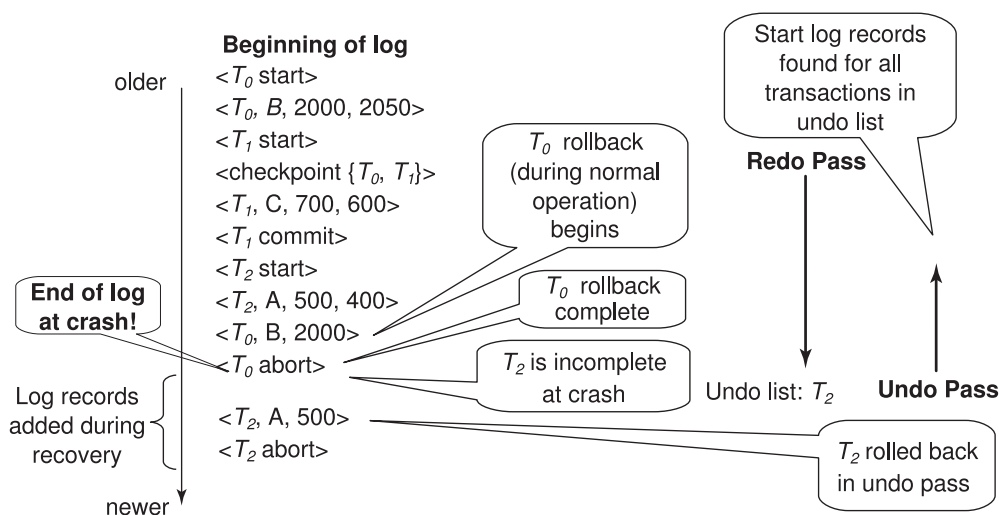 Beginning of log
older
<T0 start>
<T0, B, 2000, 2050>
<T1 start>
<checkpoint {T0, T1}>
<T1, C, 700, 600>
<T1 commit>
<T2 start>
<T2, A, 500, 400>
<T0, B, 2000>
<T0 abort>
<T2, A, 500>
<T2 abort>
newer
End of log
at crash!
Log records
added during
recovery
T0 rollback
(during normal
operation)
begins
T0 rollback
complete
T2 is incomplete
at crash
Start log records
found for all
transactions in
undo list
Redo Pass
Undo list: T2
Undo Pass
T2 rolled back
in undo pass